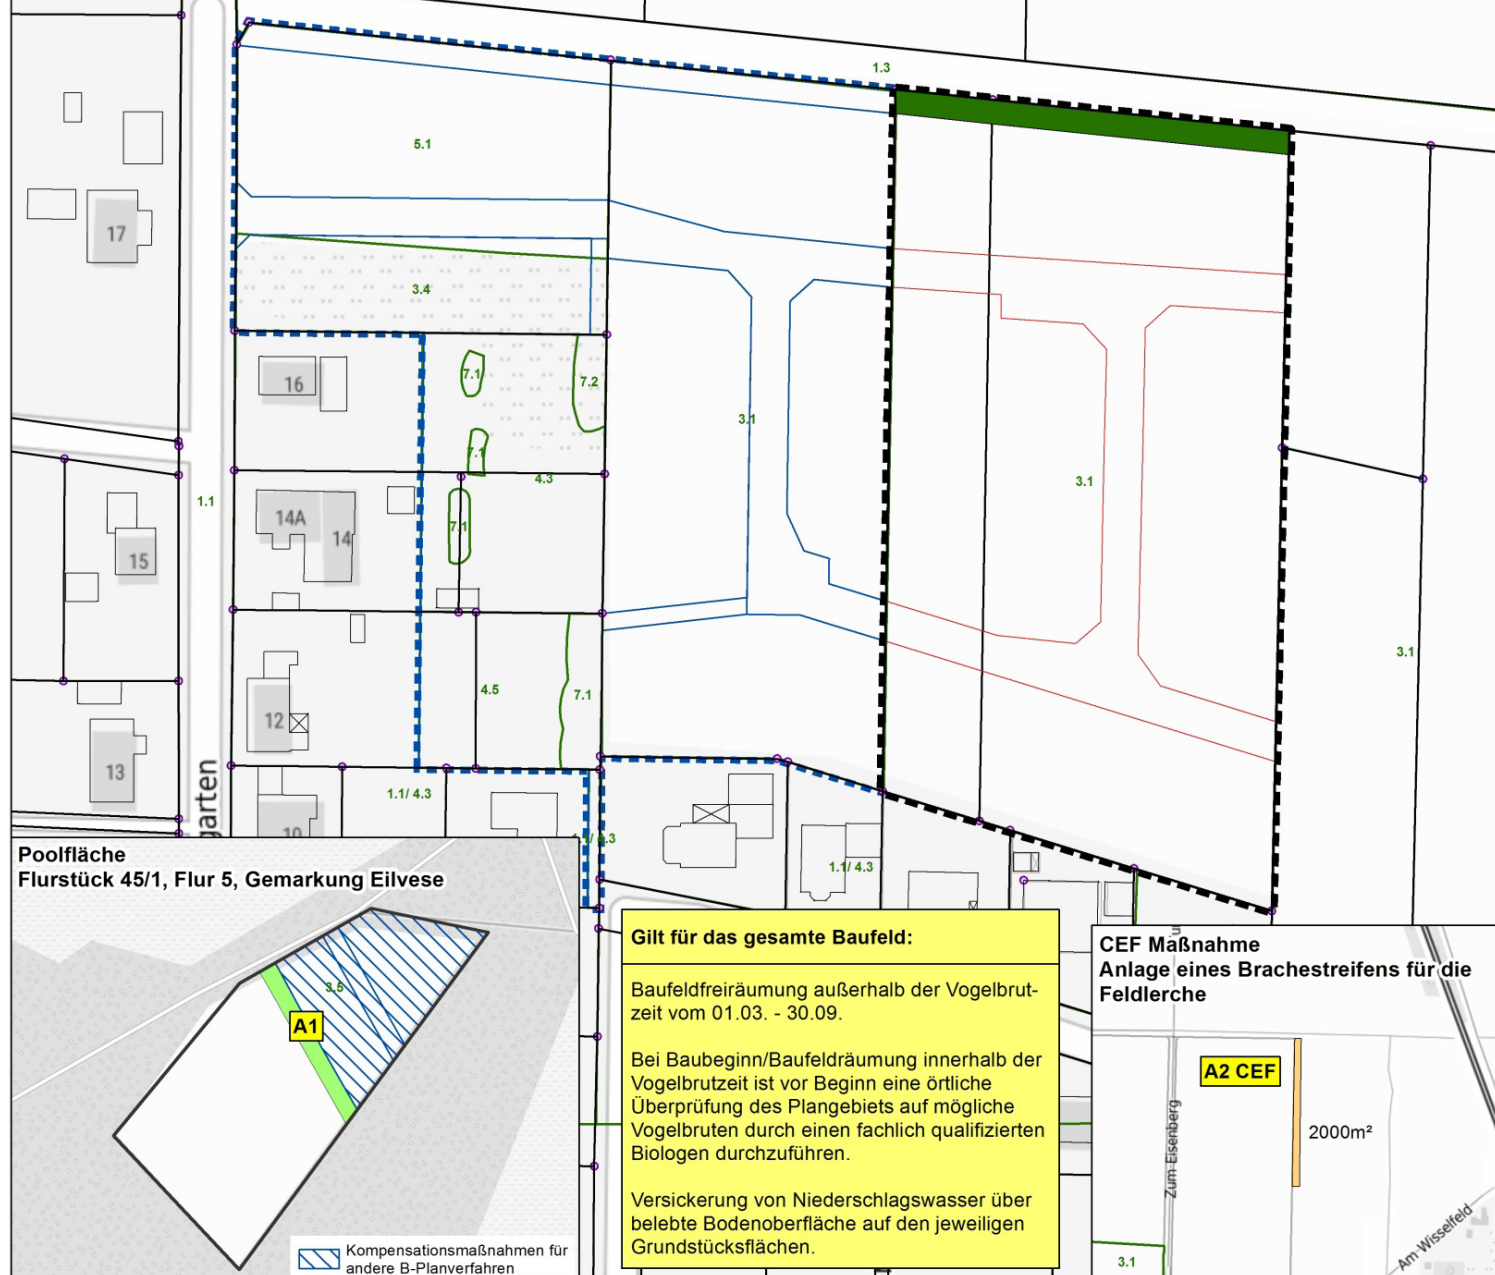 1.3
5.1
17
3.4
16
7.1
7.2
3.1
7.1
4.3
3.1
1.1
14A
14
7.1
15
4.5
7.1
3.1
12
13
garten
1.1/ 4.3
10
1.1/ 4.3
Poolfläche
Flurstück 45/1, Flur 5, Gemarkung Eilvese
3.5
A1
Kompensationsmaßnahmen für
andere B-Planverfahren
Gilt für das gesamte Baufeld:
Baufeldfreiräumung außerhalb der Vogelbrut-
zeit vom 01.03. - 30.09.
Bei Baubeginn/Baufeldräumung innerhalb der
Vogelbrutzeit ist vor Beginn eine örtliche
Überprüfung des Plangebiets auf mögliche
Vogelbruten durch einen fachlich qualifizierten
Biologen durchzuführen.
Versickerung von Niederschlagswasser über
belebte Bodenoberfläche auf den jeweiligen
Grundstücksflächen.
CEF Maßnahme
Anlage eines Brachestreifens für die
Feldlerche
A2 CEF
2000m²
Zum Eisenberg
Am-Wisselfeld
3.1